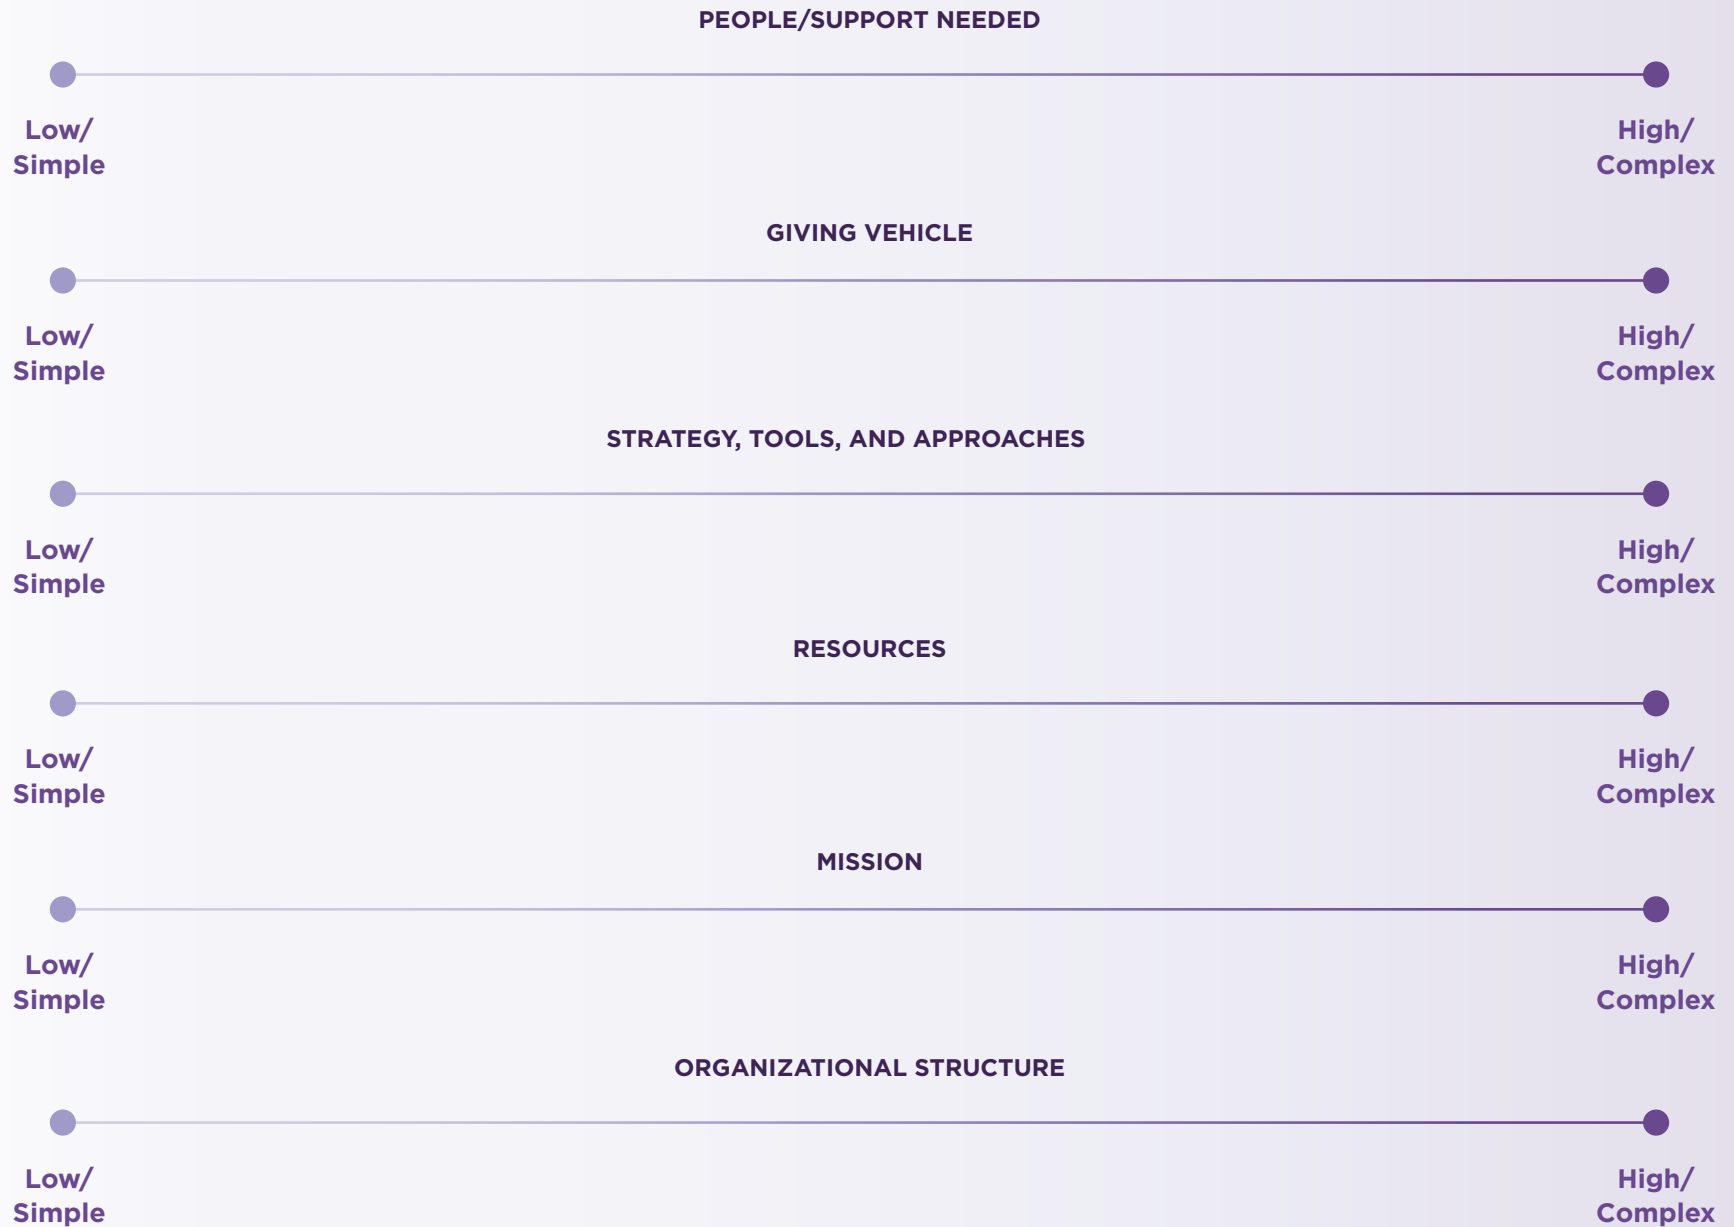 PEOPLE/SUPPORT NEEDED
Low/
Simple
High/
Complex
GIVING VEHICLE
Low/
Simple
High/
Complex
STRATEGY, TOOLS, AND APPROACHES
Low/
Simple
High/
Complex
RESOURCES
Low/
Simple
High/
Complex
MISSION
Low/
Simple
High/
Complex
ORGANIZATIONAL STRUCTURE
Low/
Simple
High/
Complex